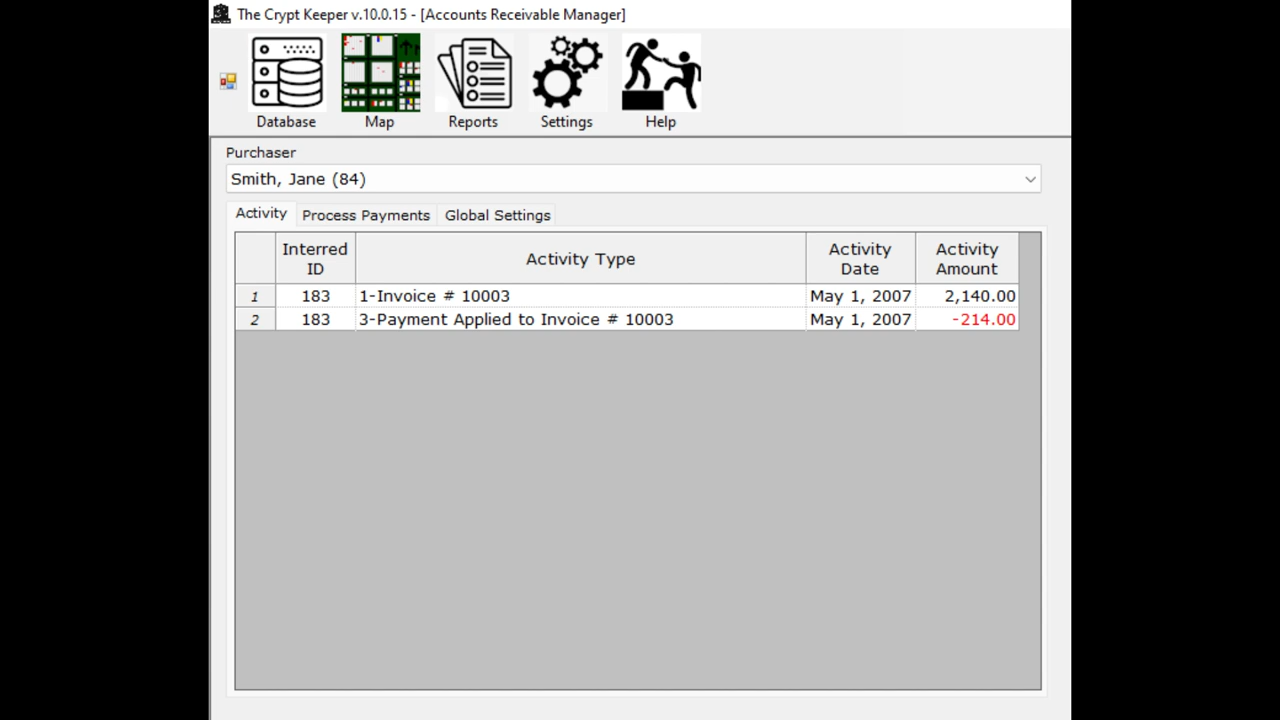 The Crypt Keeper v.10.0.15 - [Accounts Receivable Manager]
Database Map Reports Settings Help
Purchaser
Smith, Jane (84)
Activity Process Payments Global Settings
Interred ID Activity Type Activity Date Activity Amount
1 183 1-Invoice # 10003 May 1, 2007 2,140.00
2 183 3-Payment Applied to Invoice # 10003 May 1, 2007 -214.00